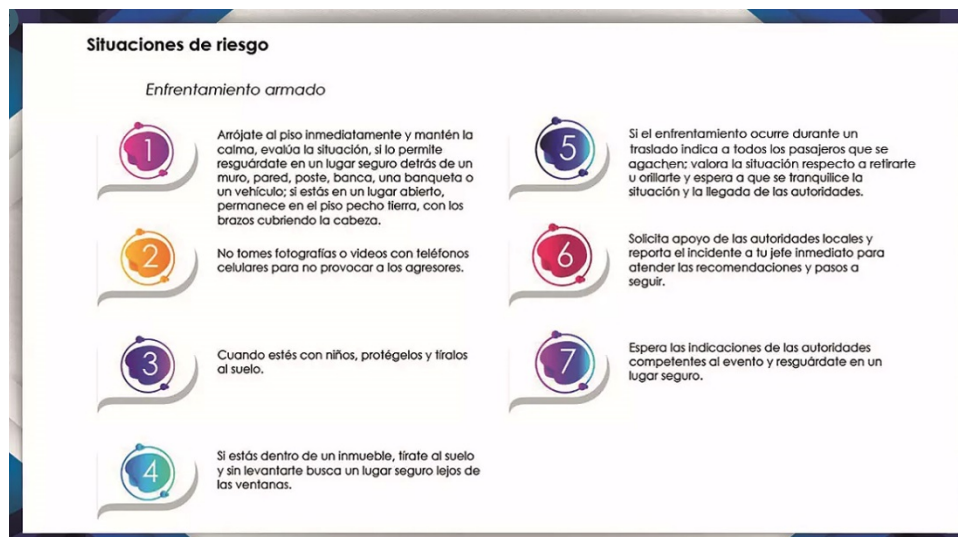 Situaciones de riesgo
Enfrentamiento armado
1
Arrójate al piso inmediatamente y mantén la
calma, evalúa la situación, si lo permite
resguárdate en un lugar seguro detrás de un
muro, pared, poste, banca, una banqueta o
un vehículo; si estás en un lugar abierto,
permanece en el piso pecho tierra, con los
brazos cubriendo la cabeza.
2
No tomes fotografías o videos con teléfonos
celulares para no provocar a los agresores.
3
Cuando estés con niños, protégelos y tíralos
al suelo.
4
Si estás dentro de un inmueble, tírate al suelo
y sin levantarte busca un lugar seguro lejos de
las ventanas.
5
Si el enfrentamiento ocurre durante un
traslado indica a todos los pasajeros que se
agachen; valora la situación respecto a retirarte
u orillarte y espera a que se tranquilice la
situación y la llegada de las autoridades.
6
Solicita apoyo de las autoridades locales y
reporta el incidente a tu jefe inmediato para
atender las recomendaciones y pasos a
seguir.
7
Espera las indicaciones de las autoridades
competentes al evento y resguárdate en un
lugar seguro.